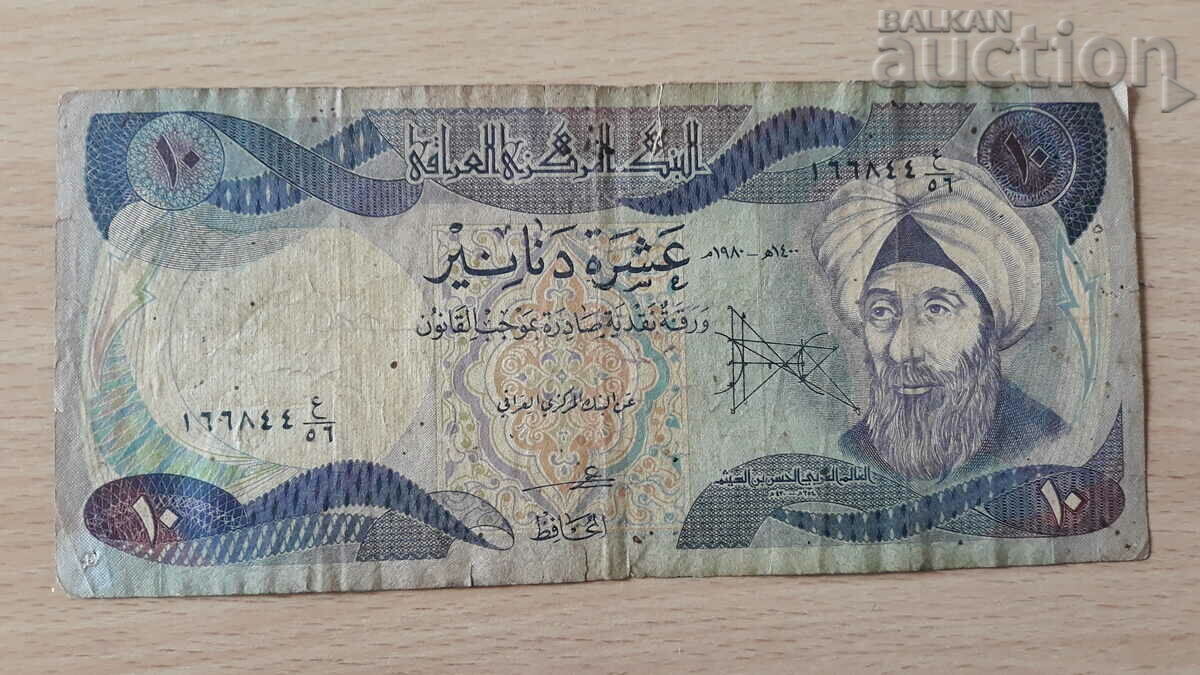 BALKAN
auction
البنك المركزي العراقي
١٠
١٠
ع
٥٦ ١٦٦٨٤٤
عشرة دنانير
١٤٠٠هـ - ١٩٨٠م
ورقة نقدية صادرة بموجب القانون
عن البنك المركزي العراقي
ع
٥٦ ١٦٦٨٤٤
العالم العربي الحسن بن الهيثم
المحافظ
١٠
١٠